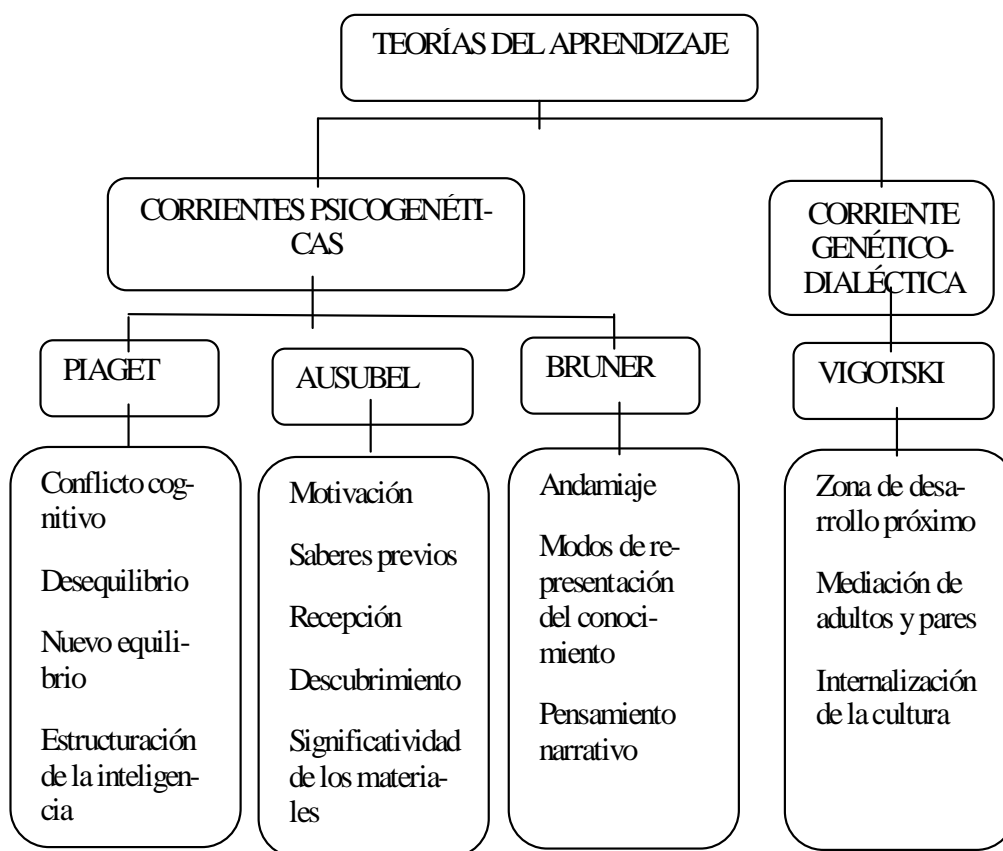 TEORÍAS DEL APRENDIZAJE
CORRIENTES PSICOGENÉTI-
CAS
CORRIENTE
GENÉTICO-
DIALÉCTICA
PIAGET
AUSUBEL
BRUNER
VIGOTSKI
Conflicto cog-
nitivo
Desequilibrio
Nuevo equili-
brio
Estructuración
de la inteligen-
cia
Motivación
Saberes previos
Recepción
Descubrimiento
Significatividad
de los materia-
les
Andamiaje
Modos de re-
presentación
del conoci-
miento
Pensamiento
narrativo
Zona de desa-
rrollo próximo
Mediación de
adultos y pares
Internalización
de la cultura